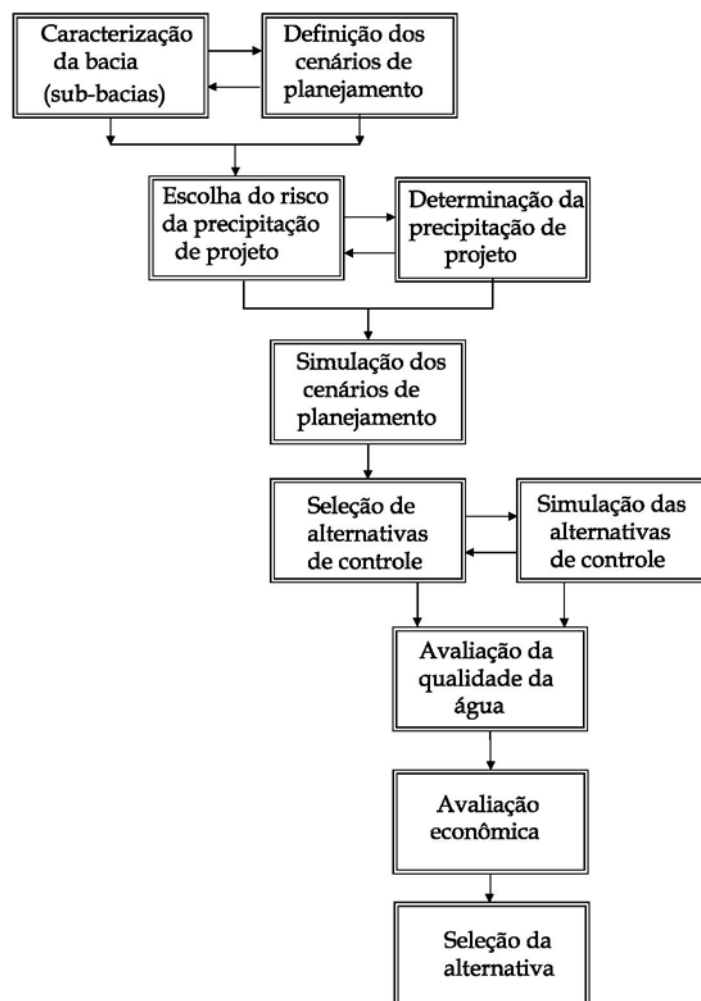 Caracterização
da bacia
(sub-bacias)
Definição dos
cenários de
planejamento
Escolha do risco
da precipitação
de projeto
Determinação da
precipitação de
projeto
Simulação dos
cenários de
planejamento
Seleção de
alternativas
de controle
Simulação das
alternativas
de controle
Avaliação da
qualidade da
água
Avaliação
econômica
Seleção da
alternativa